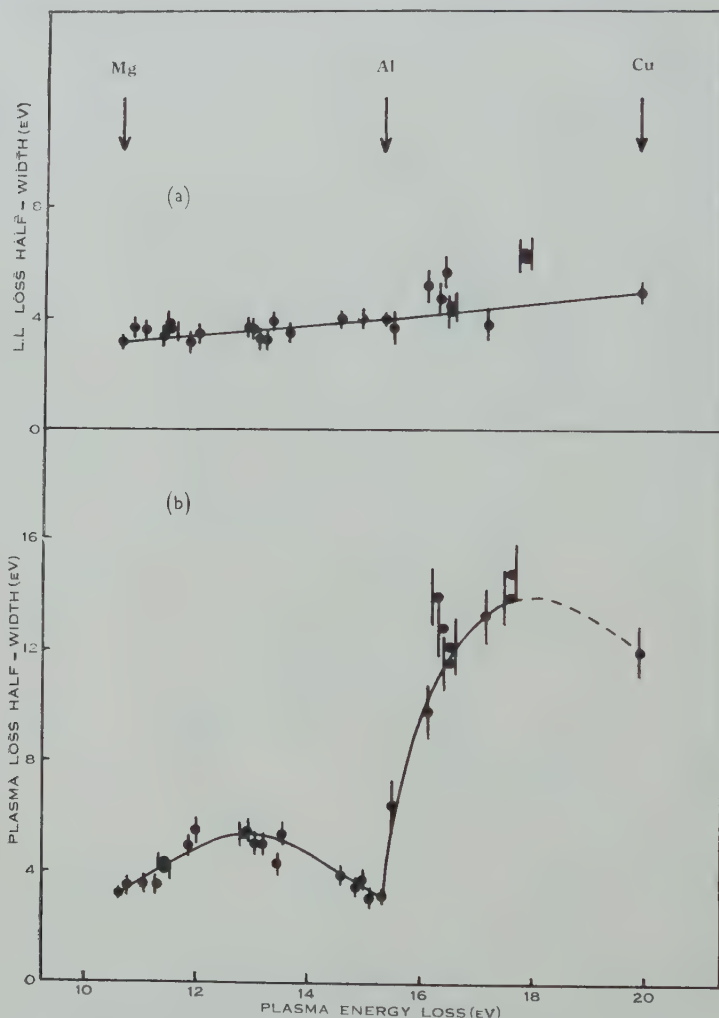 Mg Al Cu
(a)
8
4
0
L.L LOSS HALF-WIDTH (eV)
(b)
16
12
8
4
0
PLASMA LOSS HALF-WIDTH (eV)
10 12 14 16 18 20
PLASMA ENERGY LOSS (eV)